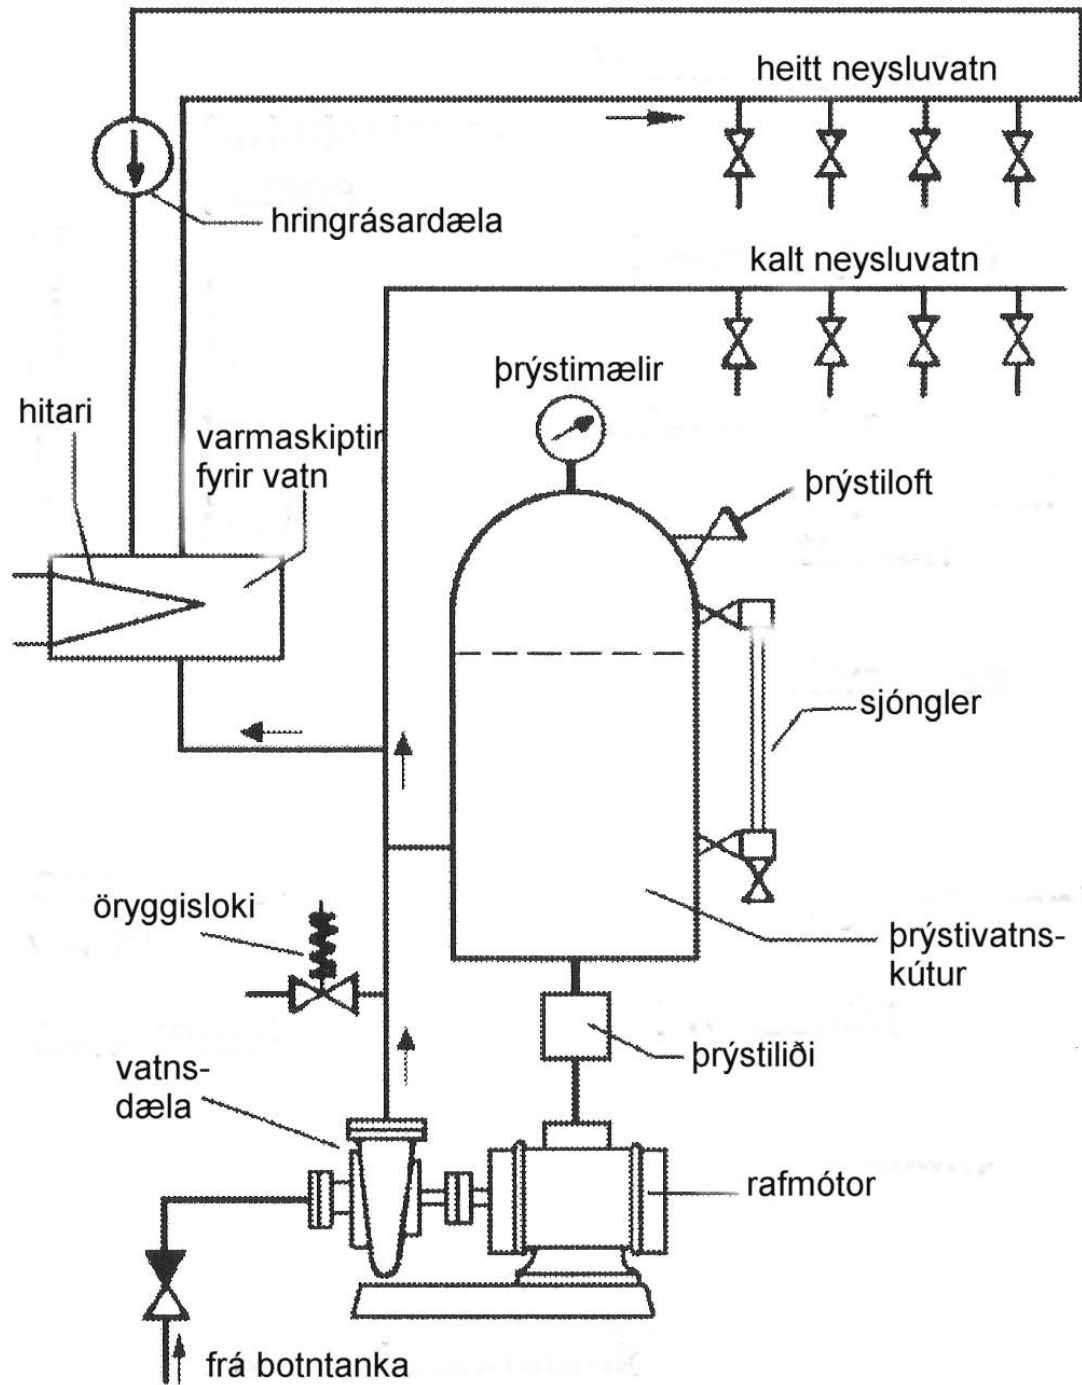 heitt neysluvatn
hringrásardæla
kalt neysluvatn
þrýstimælir
hitari
varmaskiptir
fyrir vatn
þrýstiloft
sjóngler
öryggisloki
þrýstivatns-
kútur
þrýstiliði
vatns-
dæla
rafmótor
frá botntanka